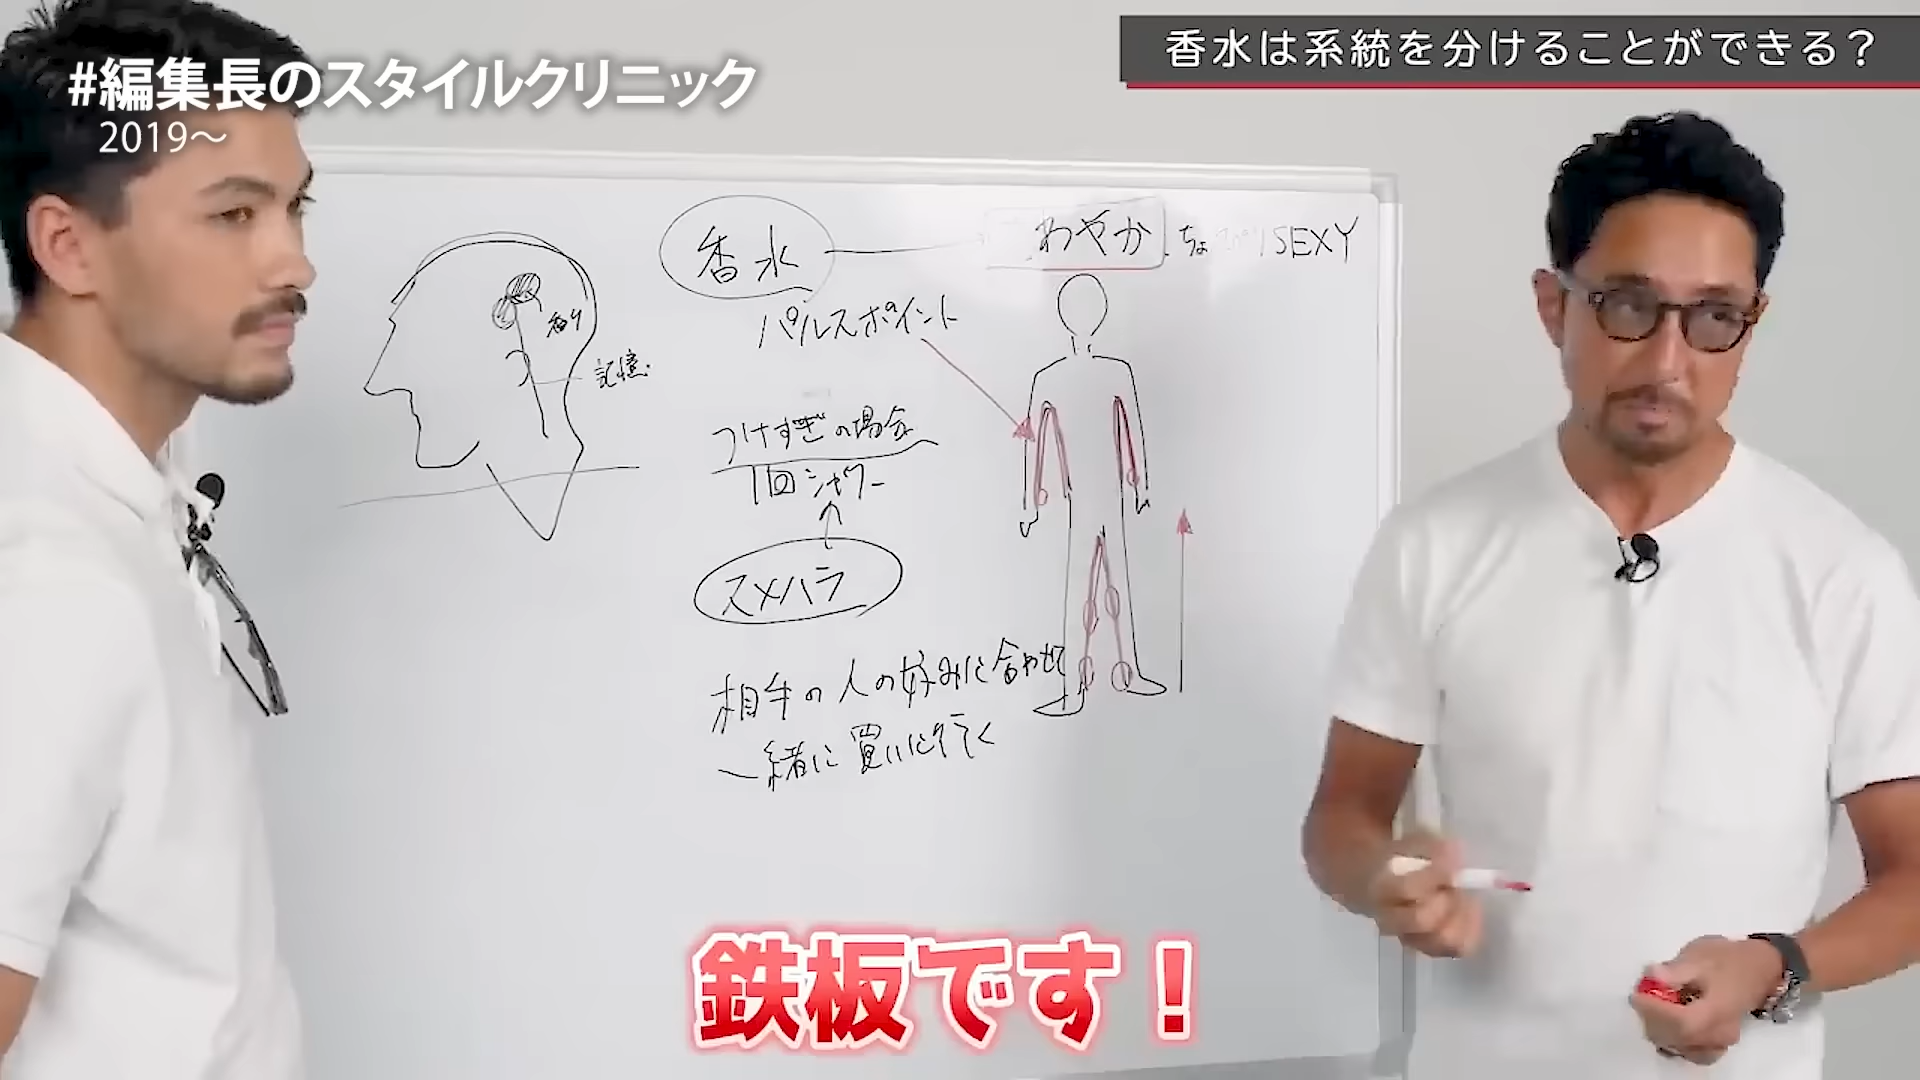 #編集長のスタイルクリニック
2019〜
香水は系統を分けることができる？
香水
わやか
ちょ
SEXY
パルスポイント
香り
記憶
つけすぎの場合
1回シャワー
スメハラ
相手の人の好みに合わせ
一緒に買いに行く
鉄板です！